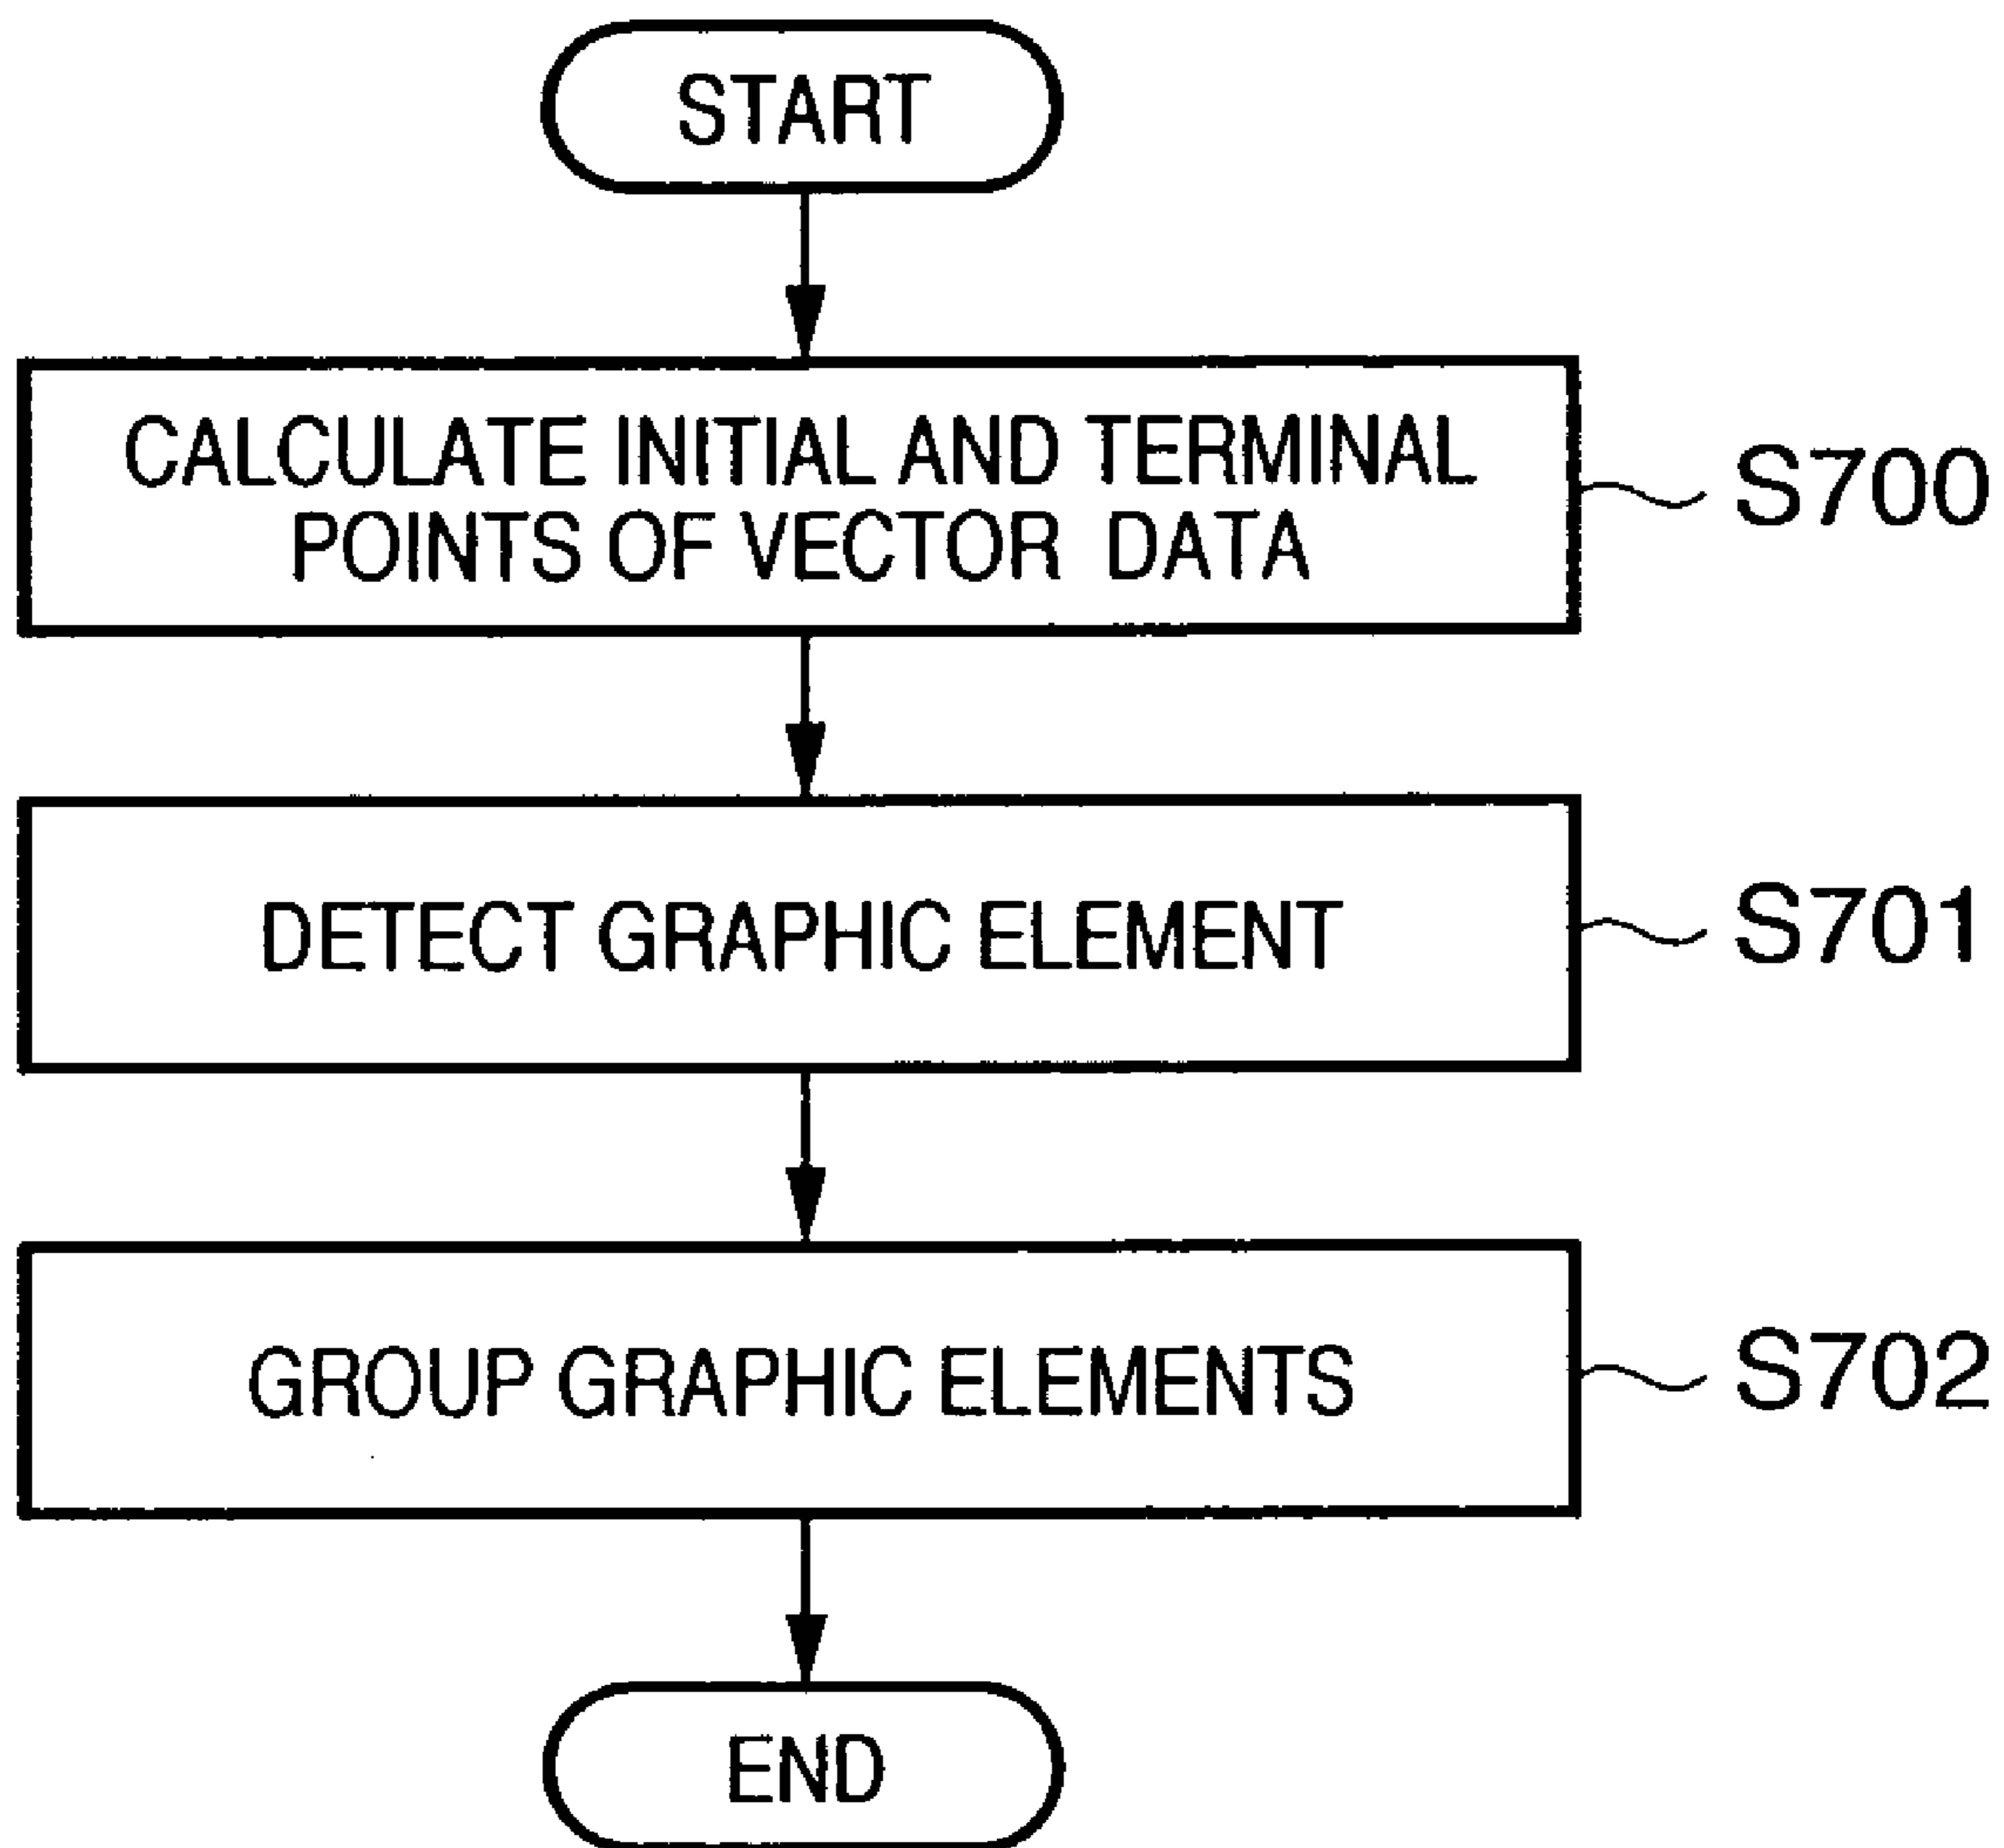 START
CALCULATE INITIAL AND TERMINAL
POINTS OF VECTOR DATA
S700
DETECT GRAPHIC ELEMENT
S701
GROUP GRAPHIC ELEMENTS
S702
END